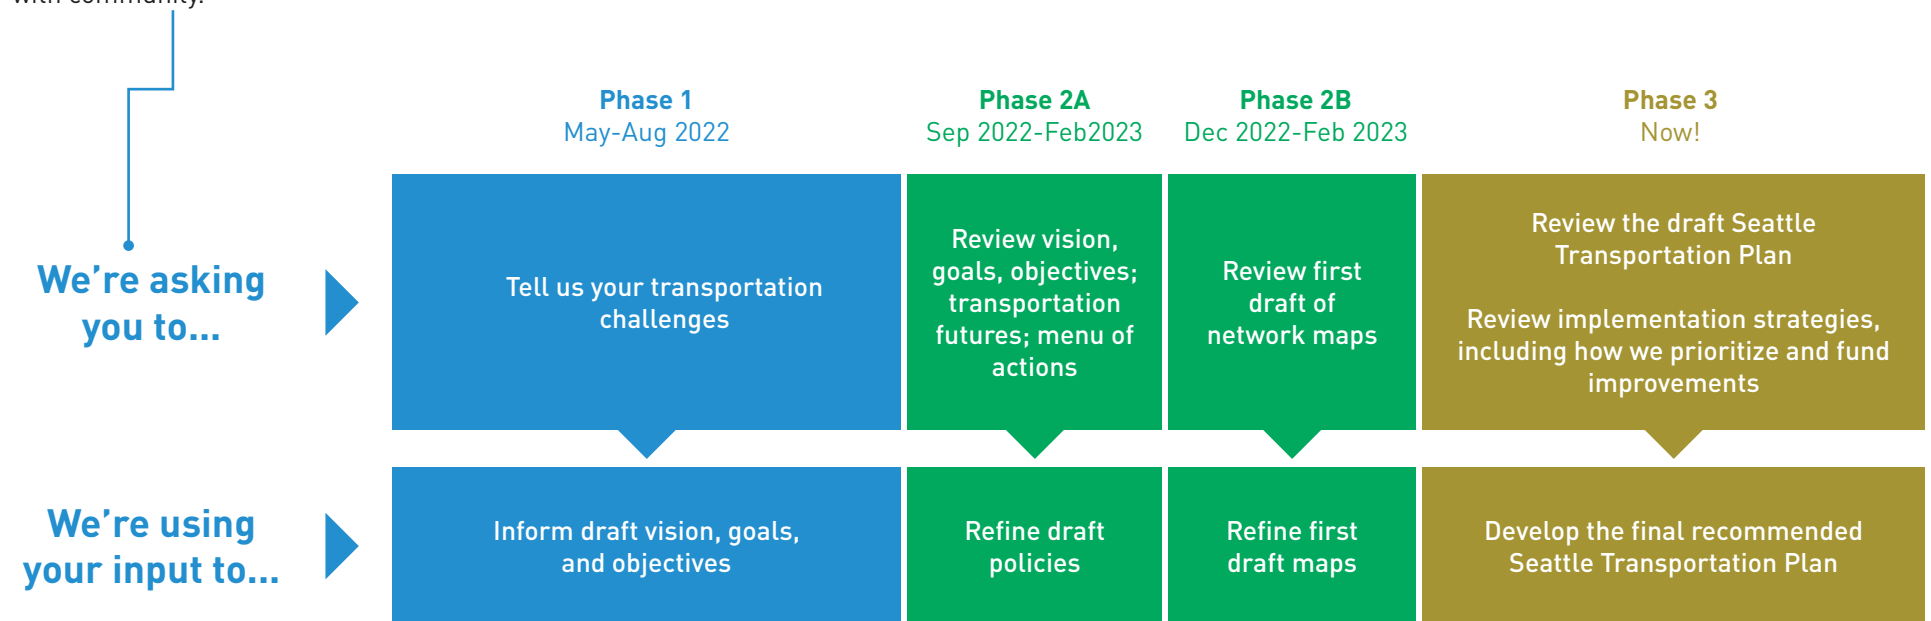 with community.
Phase 1
May-Aug 2022
Phase 2A
Sep 2022-Feb2023
Phase 2B
Dec 2022-Feb 2023
Phase 3
Now!
We're asking
you to...
Tell us your transportation
challenges
Review vision,
goals, objectives;
transportation
futures; menu of
actions
Review first
draft of
network maps
Review the draft Seattle
Transportation Plan
Review implementation strategies,
including how we prioritize and fund
improvements
We're using
your input to...
Inform draft vision, goals,
and objectives
Refine draft
policies
Refine first
draft maps
Develop the final recommended
Seattle Transportation Plan